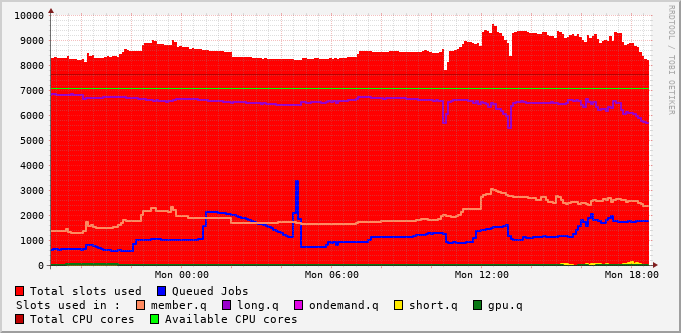 10000
9000
8000
7000
6000
5000
4000
3000
2000
1000
0
Mon 00:00 Mon 06:00 Mon 12:00 Mon 18:00
RRDTOOL / TOBI OETIKER
Total slots used Queued Jobs
Slots used in : member.q long.q ondemand.q short.q gpu.q
Total CPU cores Available CPU cores